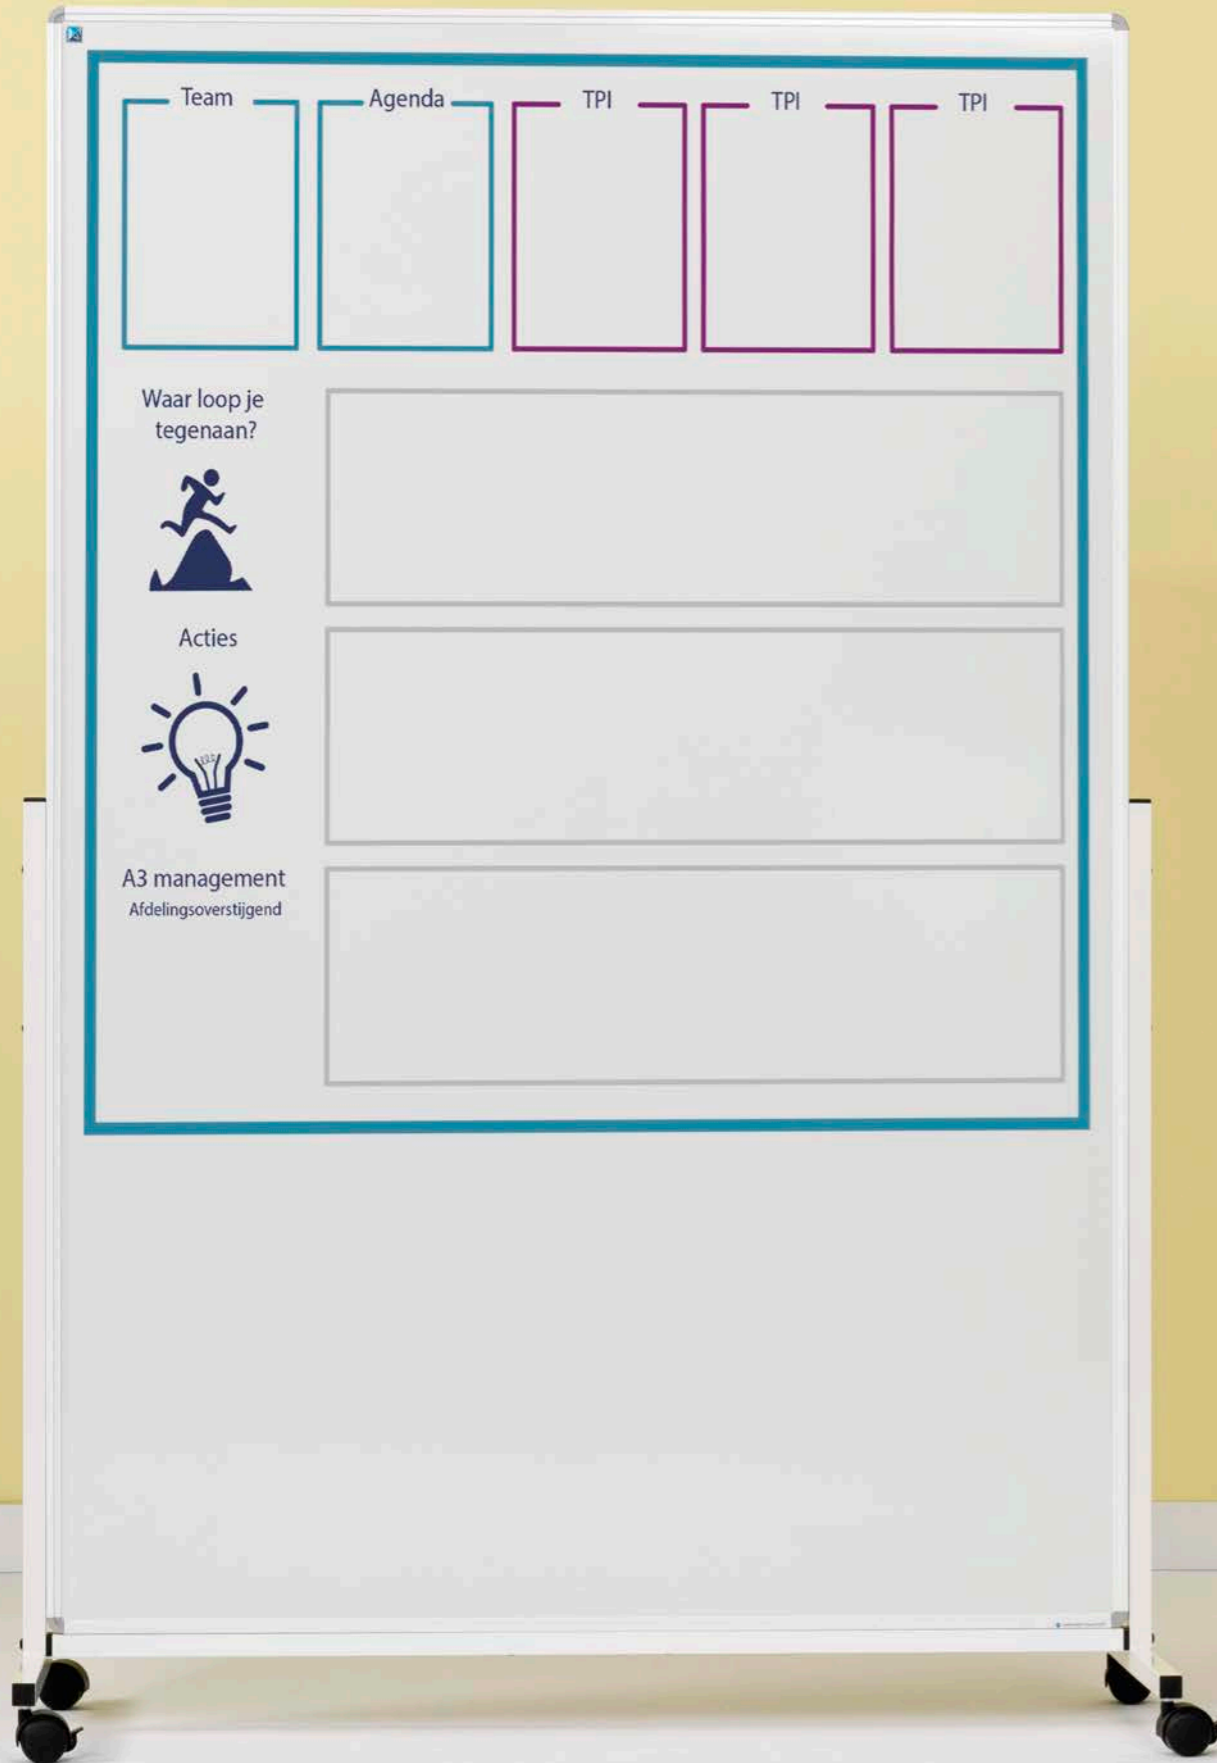 Team
Agenda
TPI
TPI
TPI
Waar loop je
tegenaan?
Acties
A3 management
Afdelingsoverstijgend